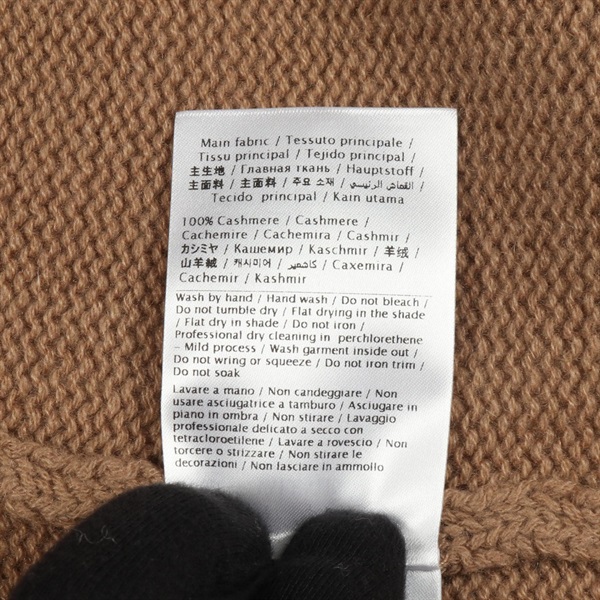 Main fabric / Tessuto principale /
Tissu principal / Tejido principal /
主生地 / Главная ткань / Hauptstoff /
主面料 / 主面料 / 주요 소재 / القماش الرئيسي /
Tecido principal / Kain utama
100% Cashmere / Cashmere /
Cachemire / Cachemira / Cashmir /
カシミヤ / Кашемир / Kaschmir / 羊绒 /
山羊絨 / 캐시미어 / كاشمير / Caxemira /
Cachemir / Kashmir
Wash by hand / Hand wash / Do not bleach /
Do not tumble dry / Flat drying in the shade
/ Flat dry in shade / Do not iron /
Professional dry cleaning in perchlorethene
– Mild process / Wash garment inside out /
Do not wring or squeeze / Do not iron trim /
Do not soak
Lavare a mano / Non candeggiare / Non
usare asciugatrice a tamburo / Asciugare in
piano in ombra / Non stirare / Lavaggio
professionale delicato a secco con
tetracloroetilene / Lavare a rovescio / Non
torcere o strizzare / Non stirare le
decorazioni / Non lasciare in ammollo